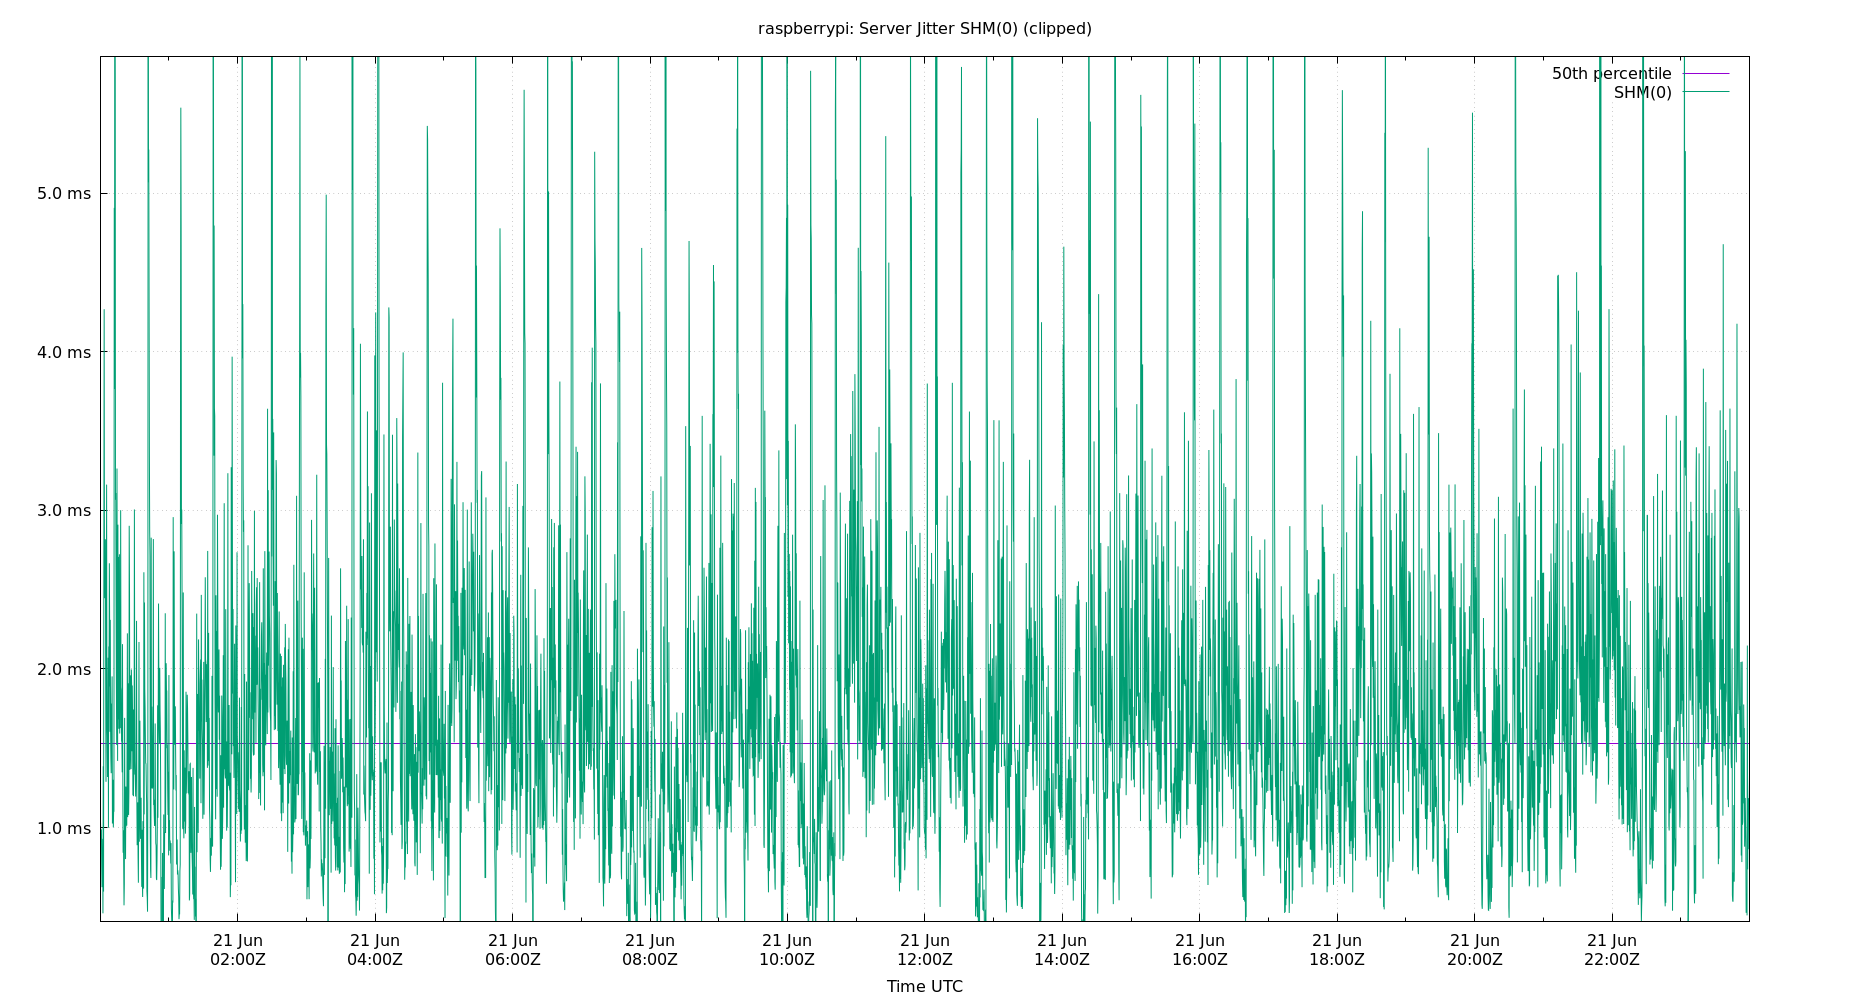 raspberrypi: Server Jitter SHM(0) (clipped)
50th percentile
SHM(0)
5.0 ms
4.0 ms
3.0 ms
2.0 ms
1.0 ms
21 Jun 21 Jun 21 Jun 21 Jun 21 Jun 21 Jun 21 Jun 21 Jun 21 Jun 21 Jun 21 Jun
02:00Z 04:00Z 06:00Z 08:00Z 10:00Z 12:00Z 14:00Z 16:00Z 18:00Z 20:00Z 22:00Z
Time UTC